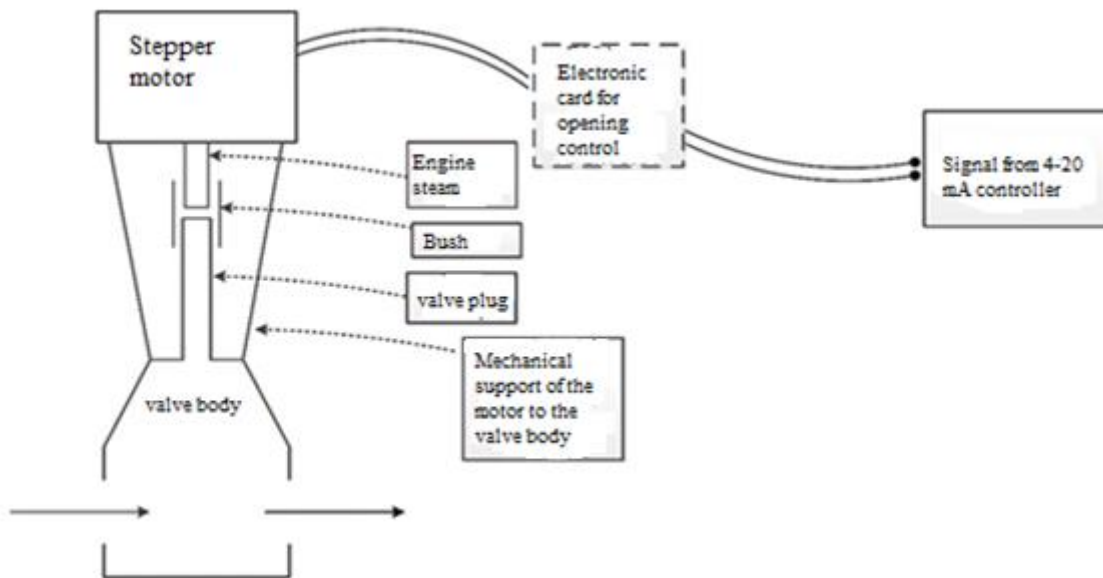 Stepper
motor
Electronic
card for
opening
control
Signal from 4-20
mA controller
Engine
steam
Bush
valve plug
Mechanical
support of the
motor to the
valve body
valve body